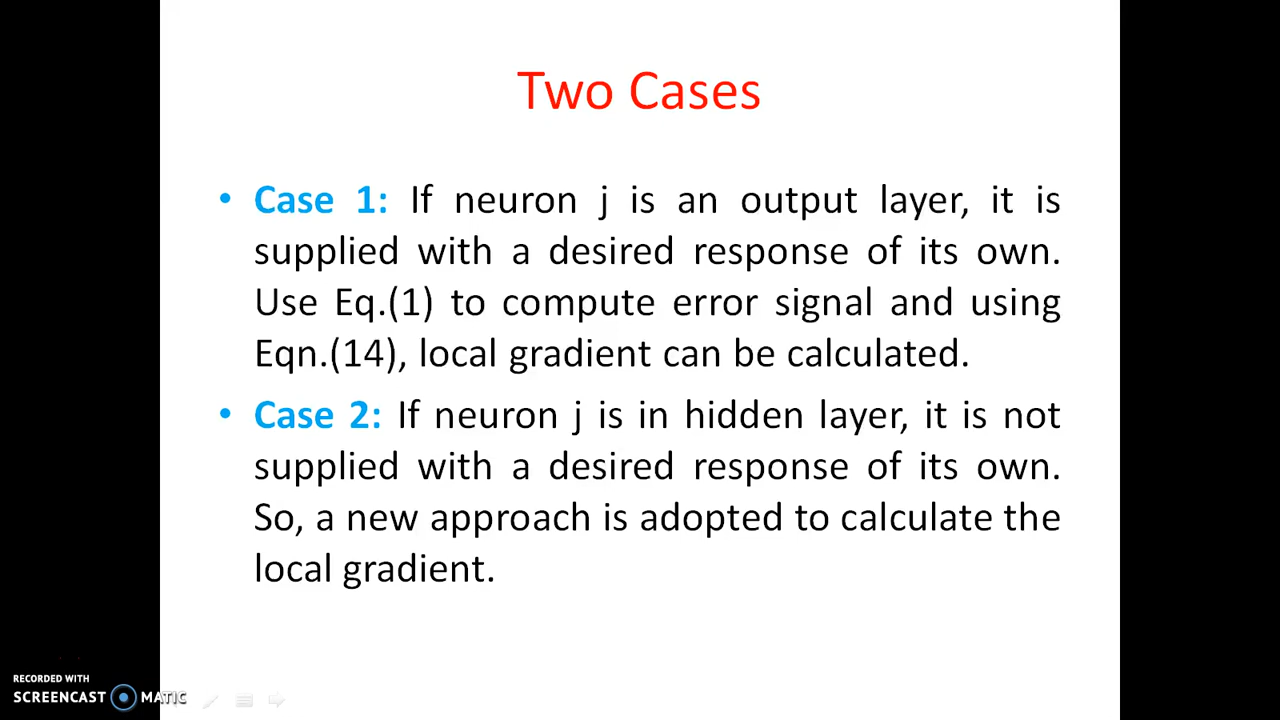 Two Cases
• Case 1: If neuron j is an output layer, it is
supplied with a desired response of its own.
Use Eq.(1) to compute error signal and using
Eqn.(14), local gradient can be calculated.
• Case 2: If neuron j is in hidden layer, it is not
supplied with a desired response of its own.
So, a new approach is adopted to calculate the
local gradient.
RECORDED WITH
SCREENCAST MATIC